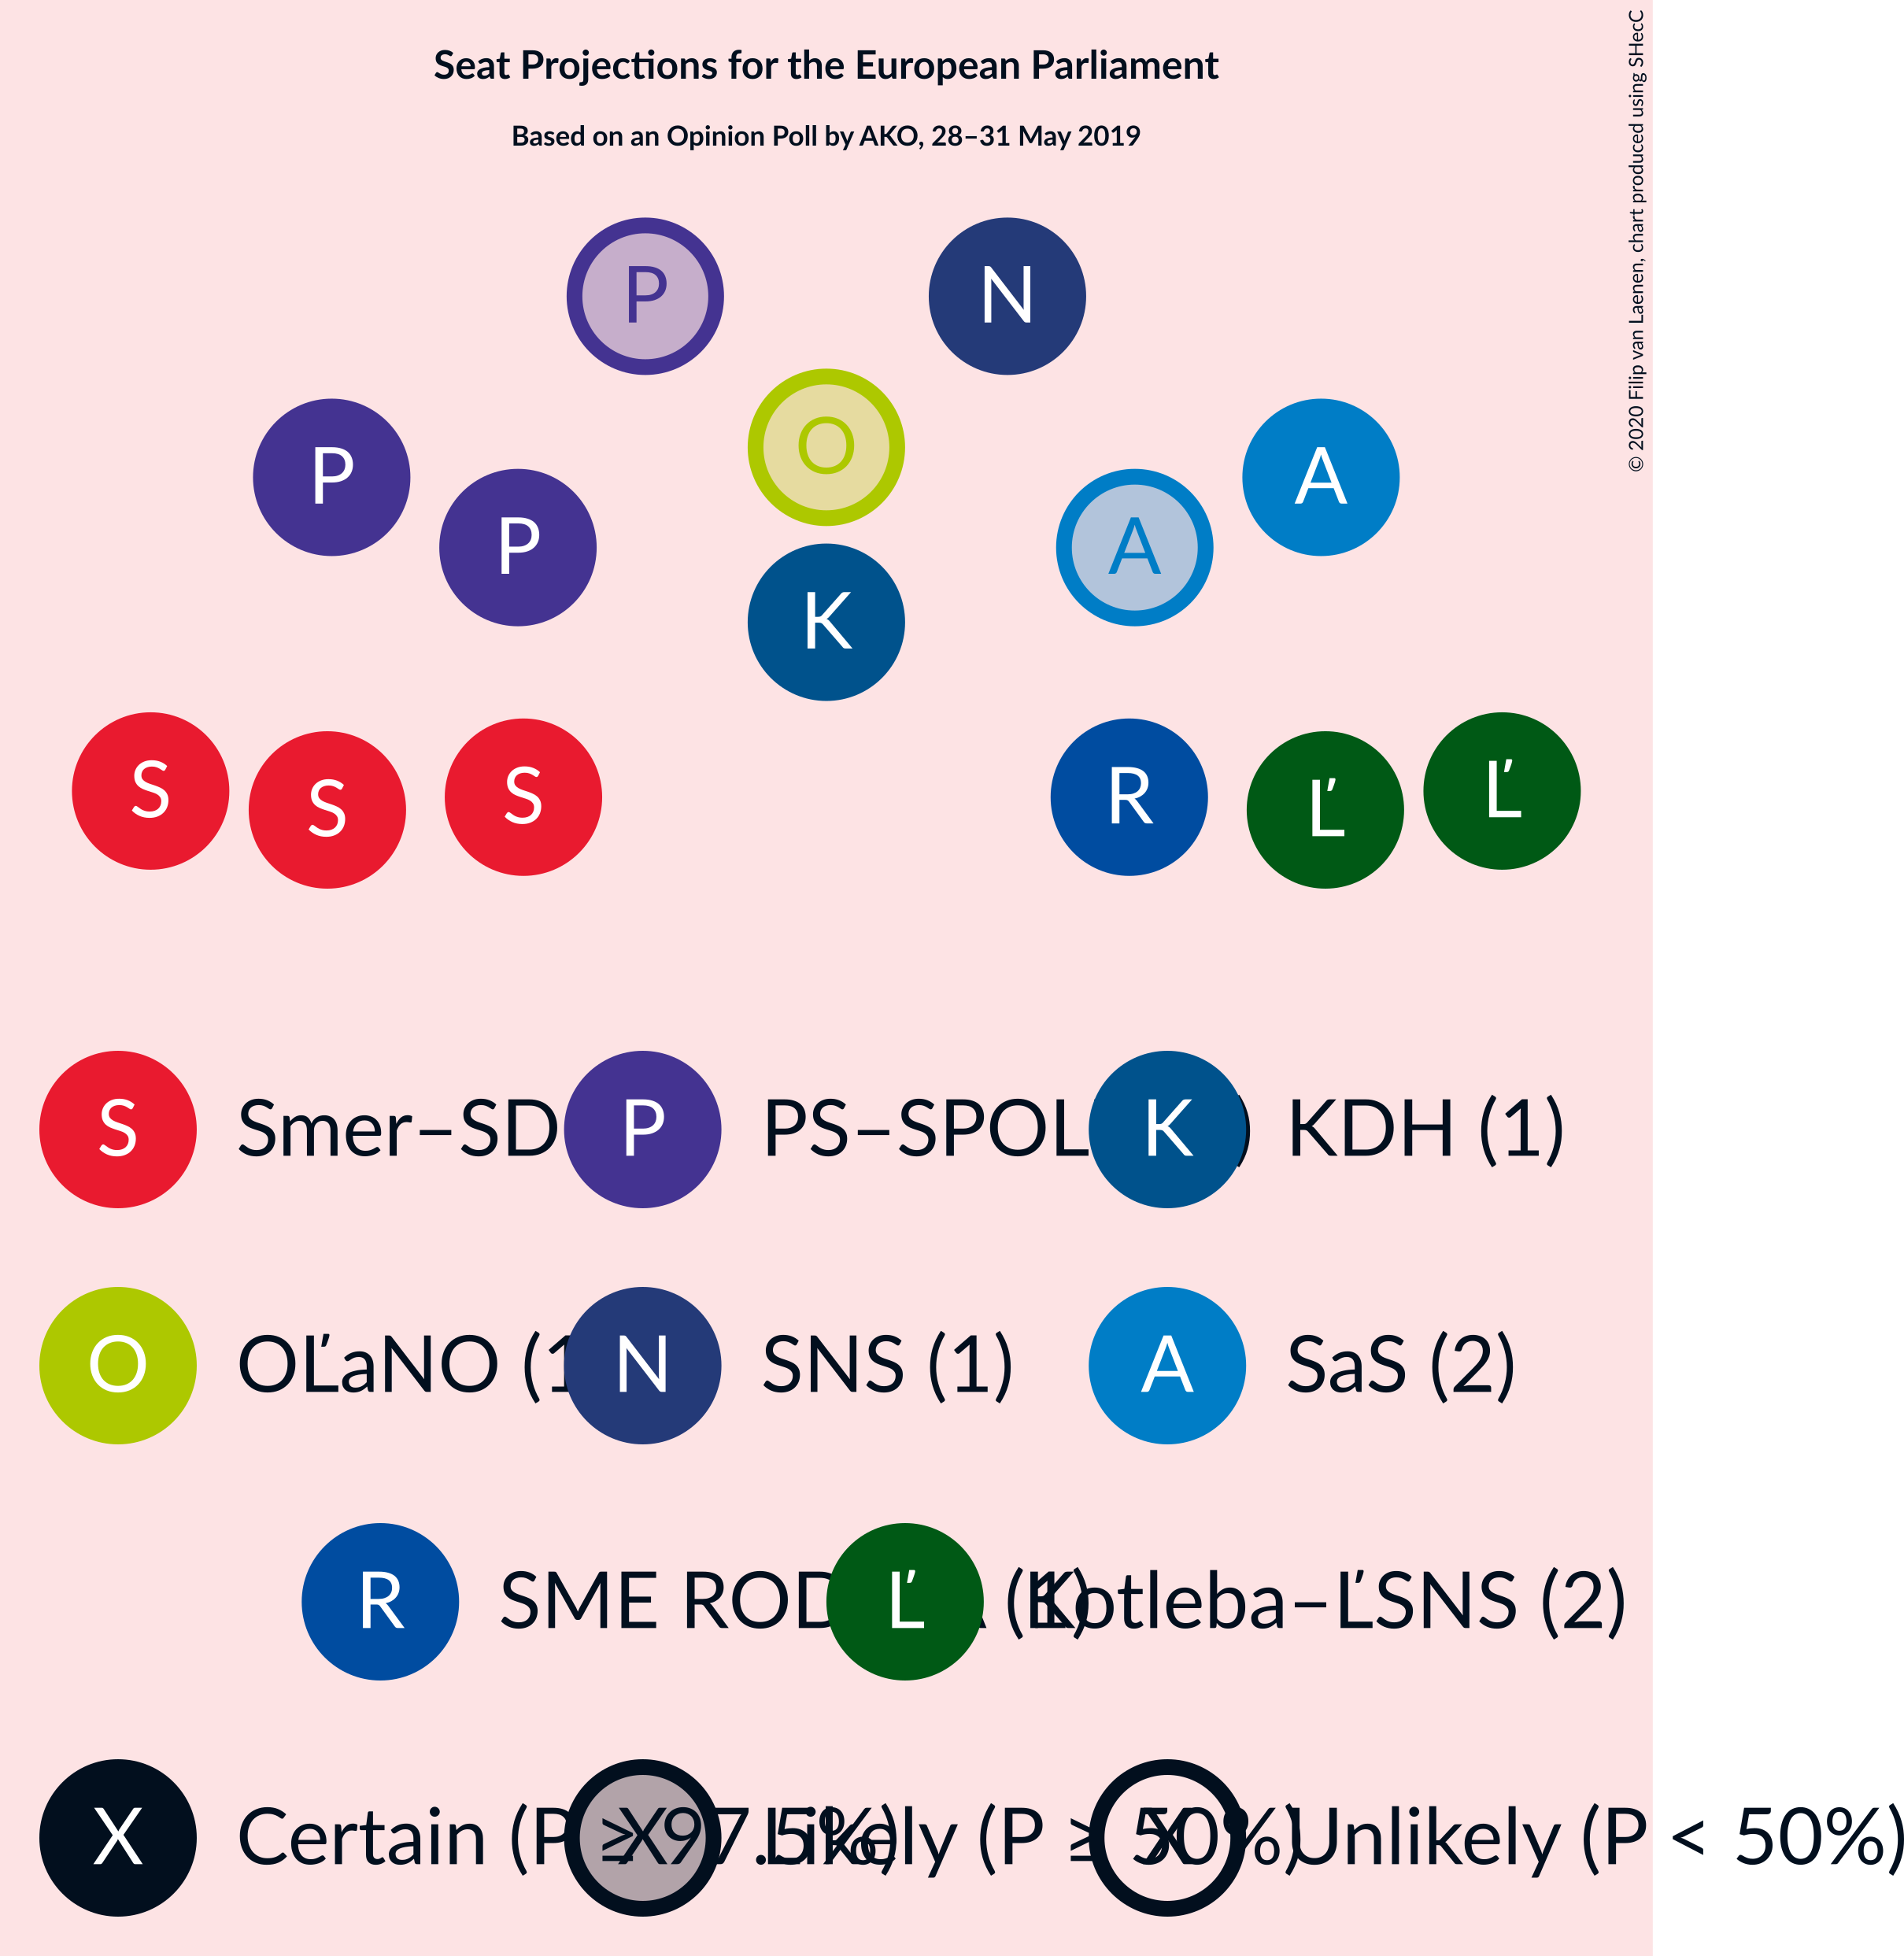 Seat Projections for the European Parliament
Based on an Opinion Poll by AKO, 28–31 May 2019
© 2020 Filip van Laenen, chart produced using SHecC
P N
O
P A
P A
K
S S S R Ľ Ľ
S Smer–SD P PS–SPOL K ) KDH (1)
O OĽaNO (1 N SNS (1) A SaS (2)
R SME ROD Ľ (1) Kotleba–ĽSNS (2)
X Certain (P ≥ 97.5%) X Likely (P ≥ 50%) X Unlikely (P < 50%)